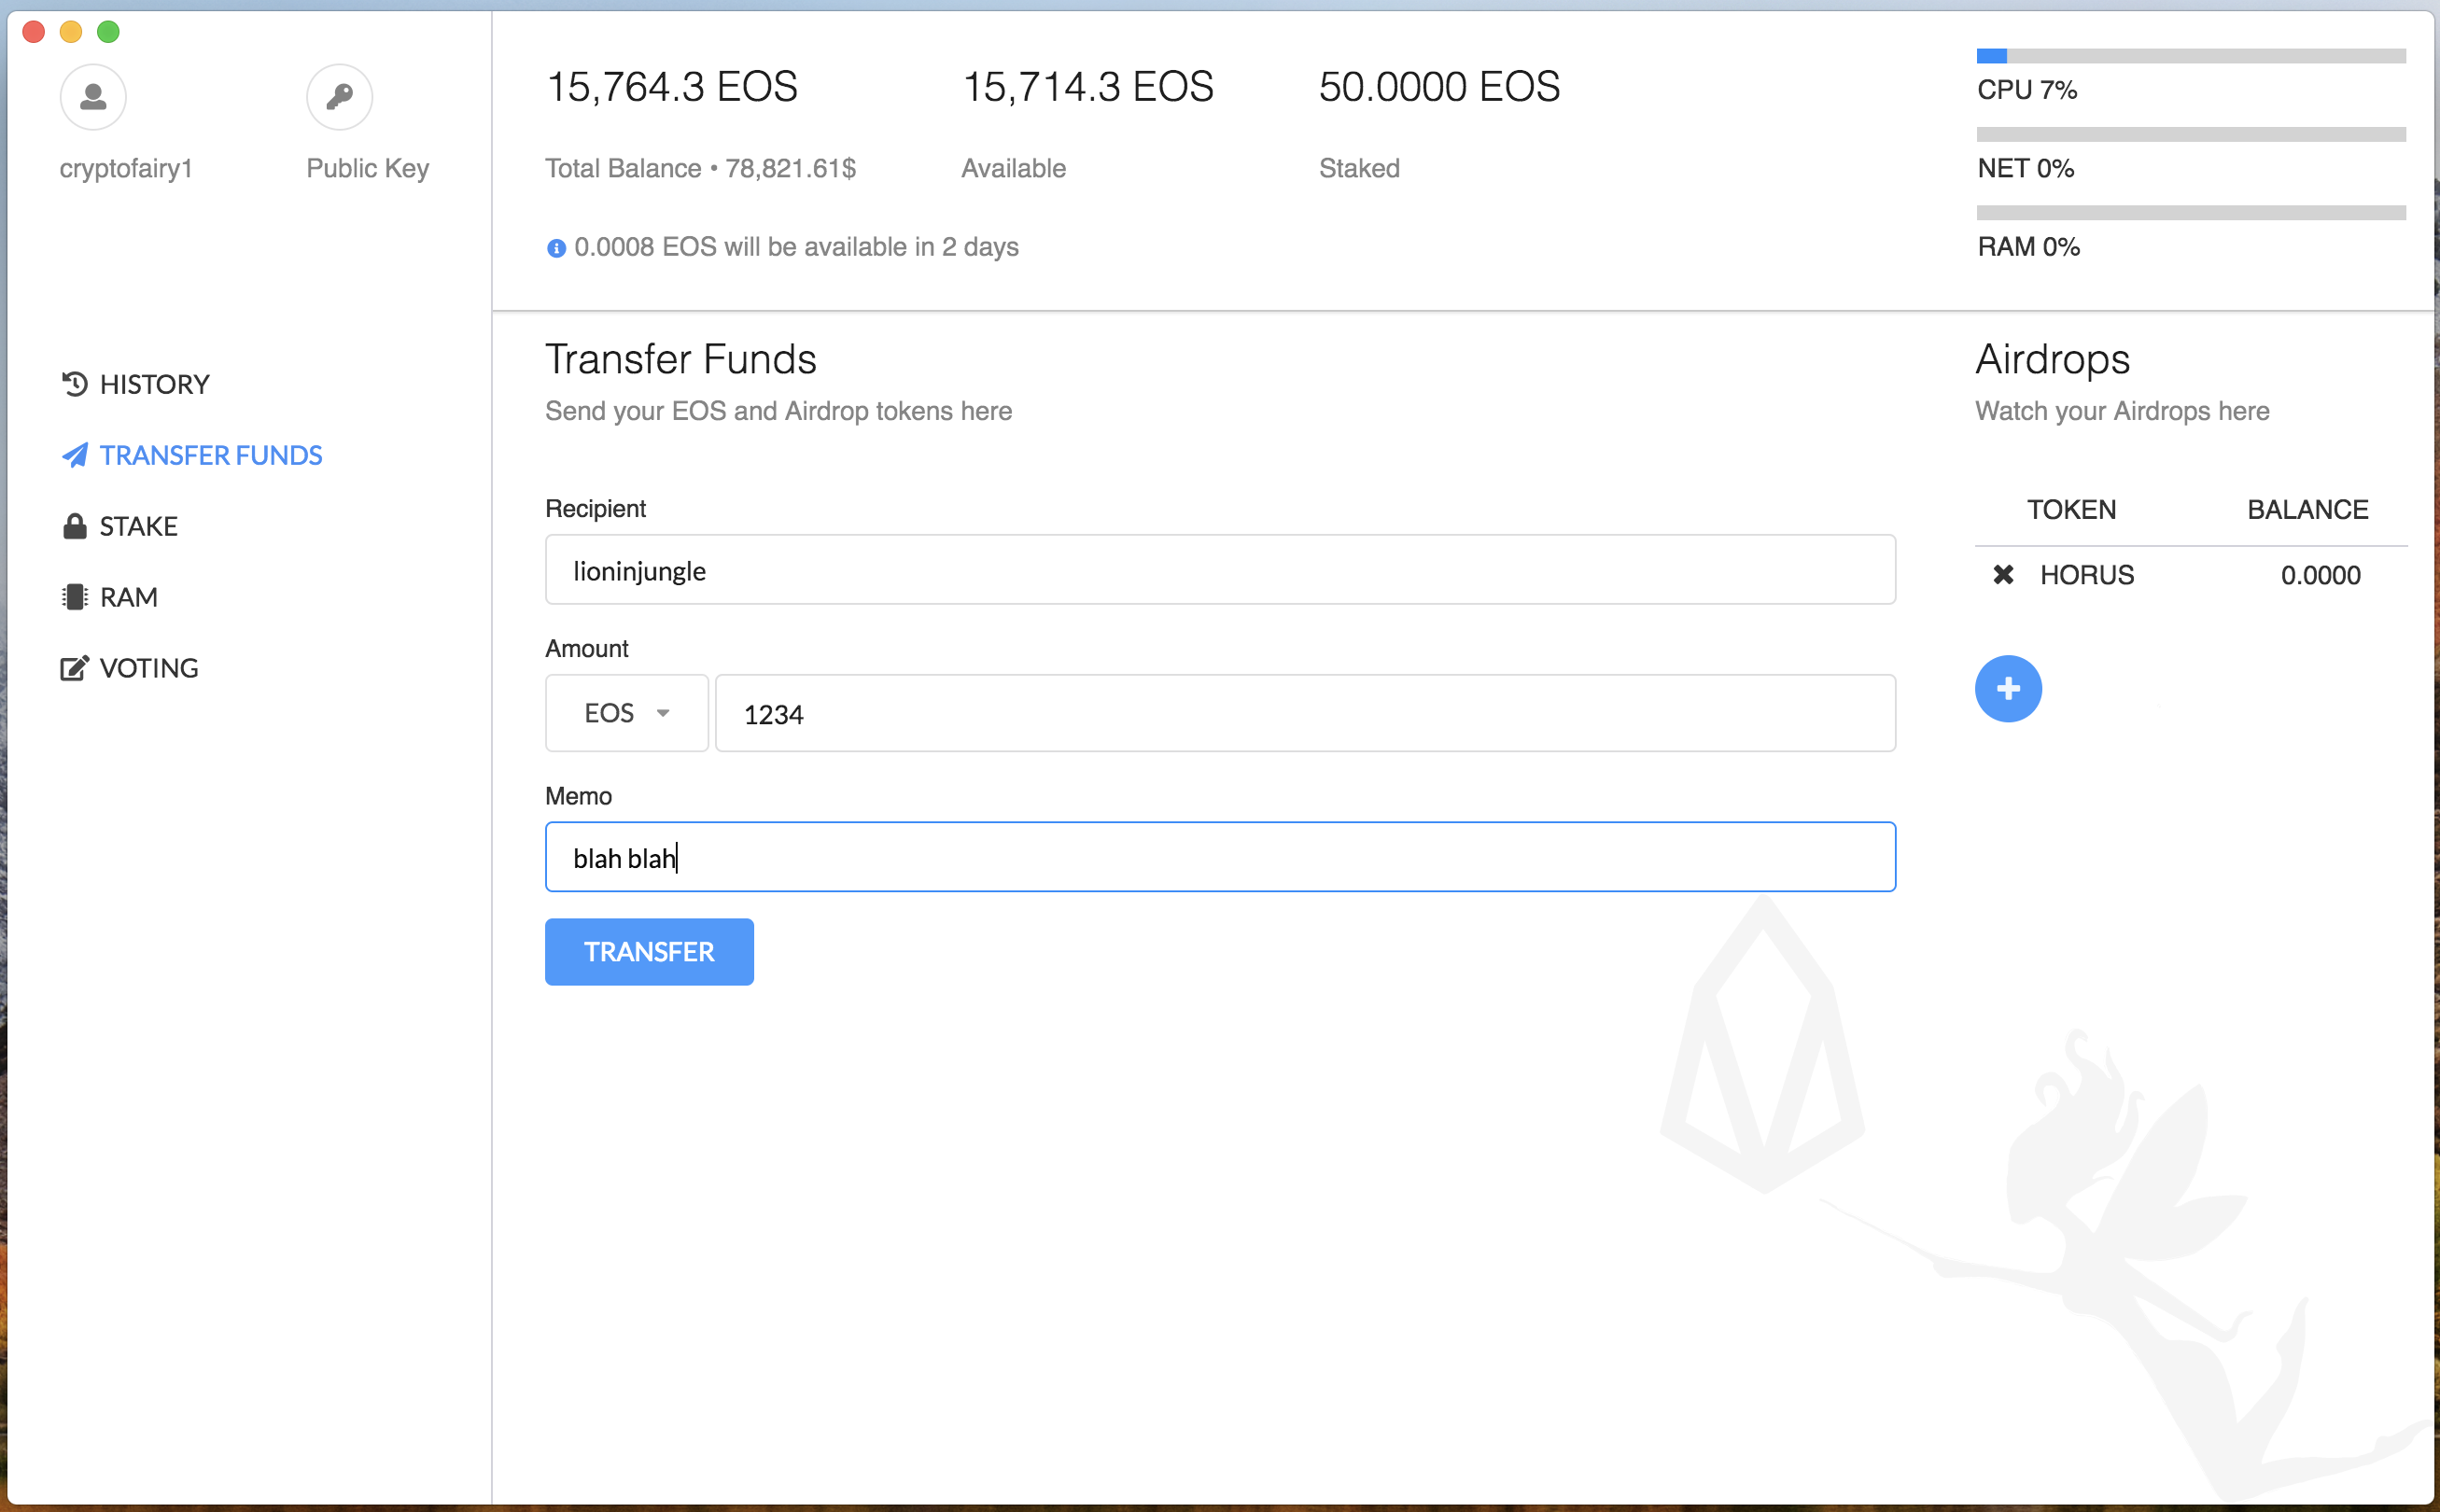 cryptofairy1
Public Key
HISTORY
TRANSFER FUNDS
STAKE
RAM
VOTING
15,764.3 EOS
Total Balance • 78,821.61$
15,714.3 EOS
Available
50.0000 EOS
Staked
0.0008 EOS will be available in 2 days
CPU 7%
NET 0%
RAM 0%
Transfer Funds
Send your EOS and Airdrop tokens here
Recipient
lioninjungle
Amount
EOS
1234
Memo
blah blah
TRANSFER
Airdrops
Watch your Airdrops here
TOKEN BALANCE
HORUS 0.0000